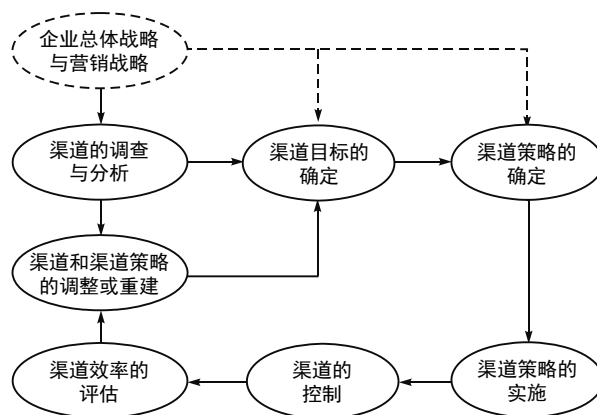 企业总体战略
与营销战略
渠道的调查
与分析
渠道目标的
确定
渠道策略的
确定
渠道和渠道策略
的调整或重建
渠道效率的
评估
渠道的
控制
渠道策略的
实施